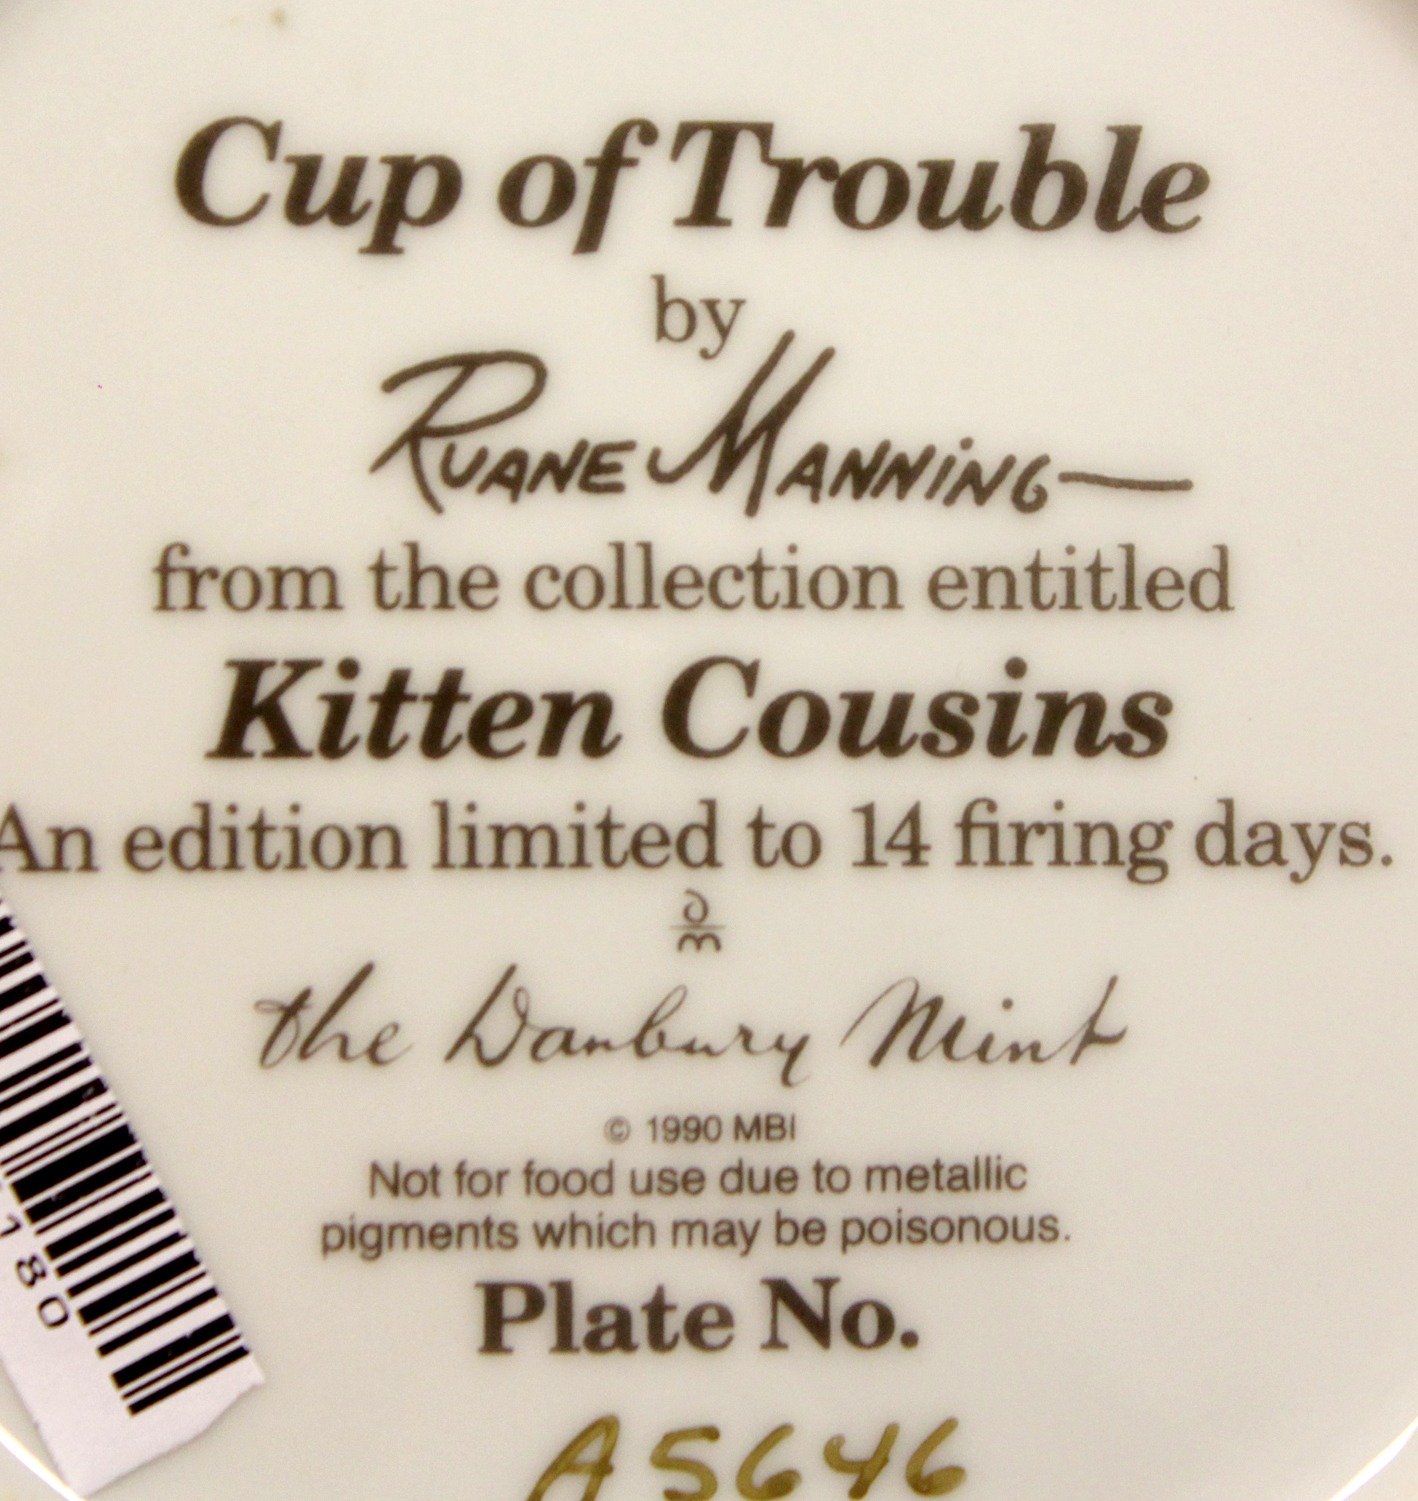 Cup of Trouble
by
Ruane Manning
from the collection entitled
Kitten Cousins
An edition limited to 14 firing days.
dm
the Danbury Mint
© 1990 MBI
Not for food use due to metallic
pigments which may be poisonous.
Plate No.
A5646
180